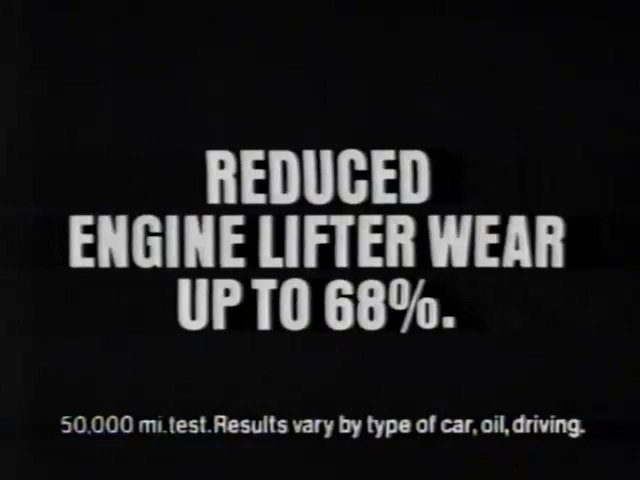 REDUCED
ENGINE LIFTER WEAR
UP TO 68%.
50,000 mi. test. Results vary by type of car, oil, driving.